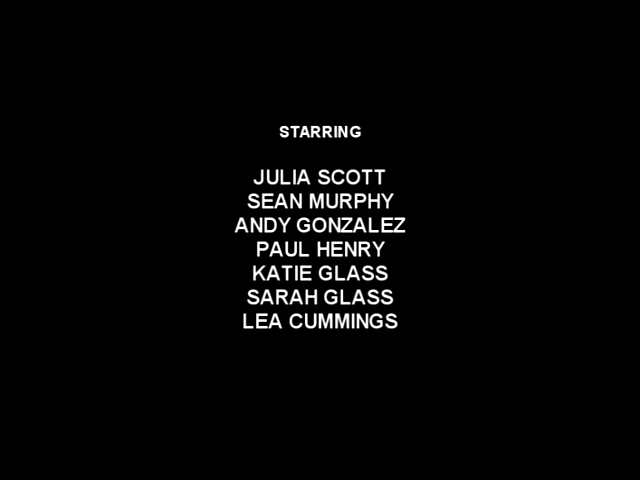 STARRING
JULIA SCOTT
SEAN MURPHY
ANDY GONZALEZ
PAUL HENRY
KATIE GLASS
SARAH GLASS
LEA CUMMINGS